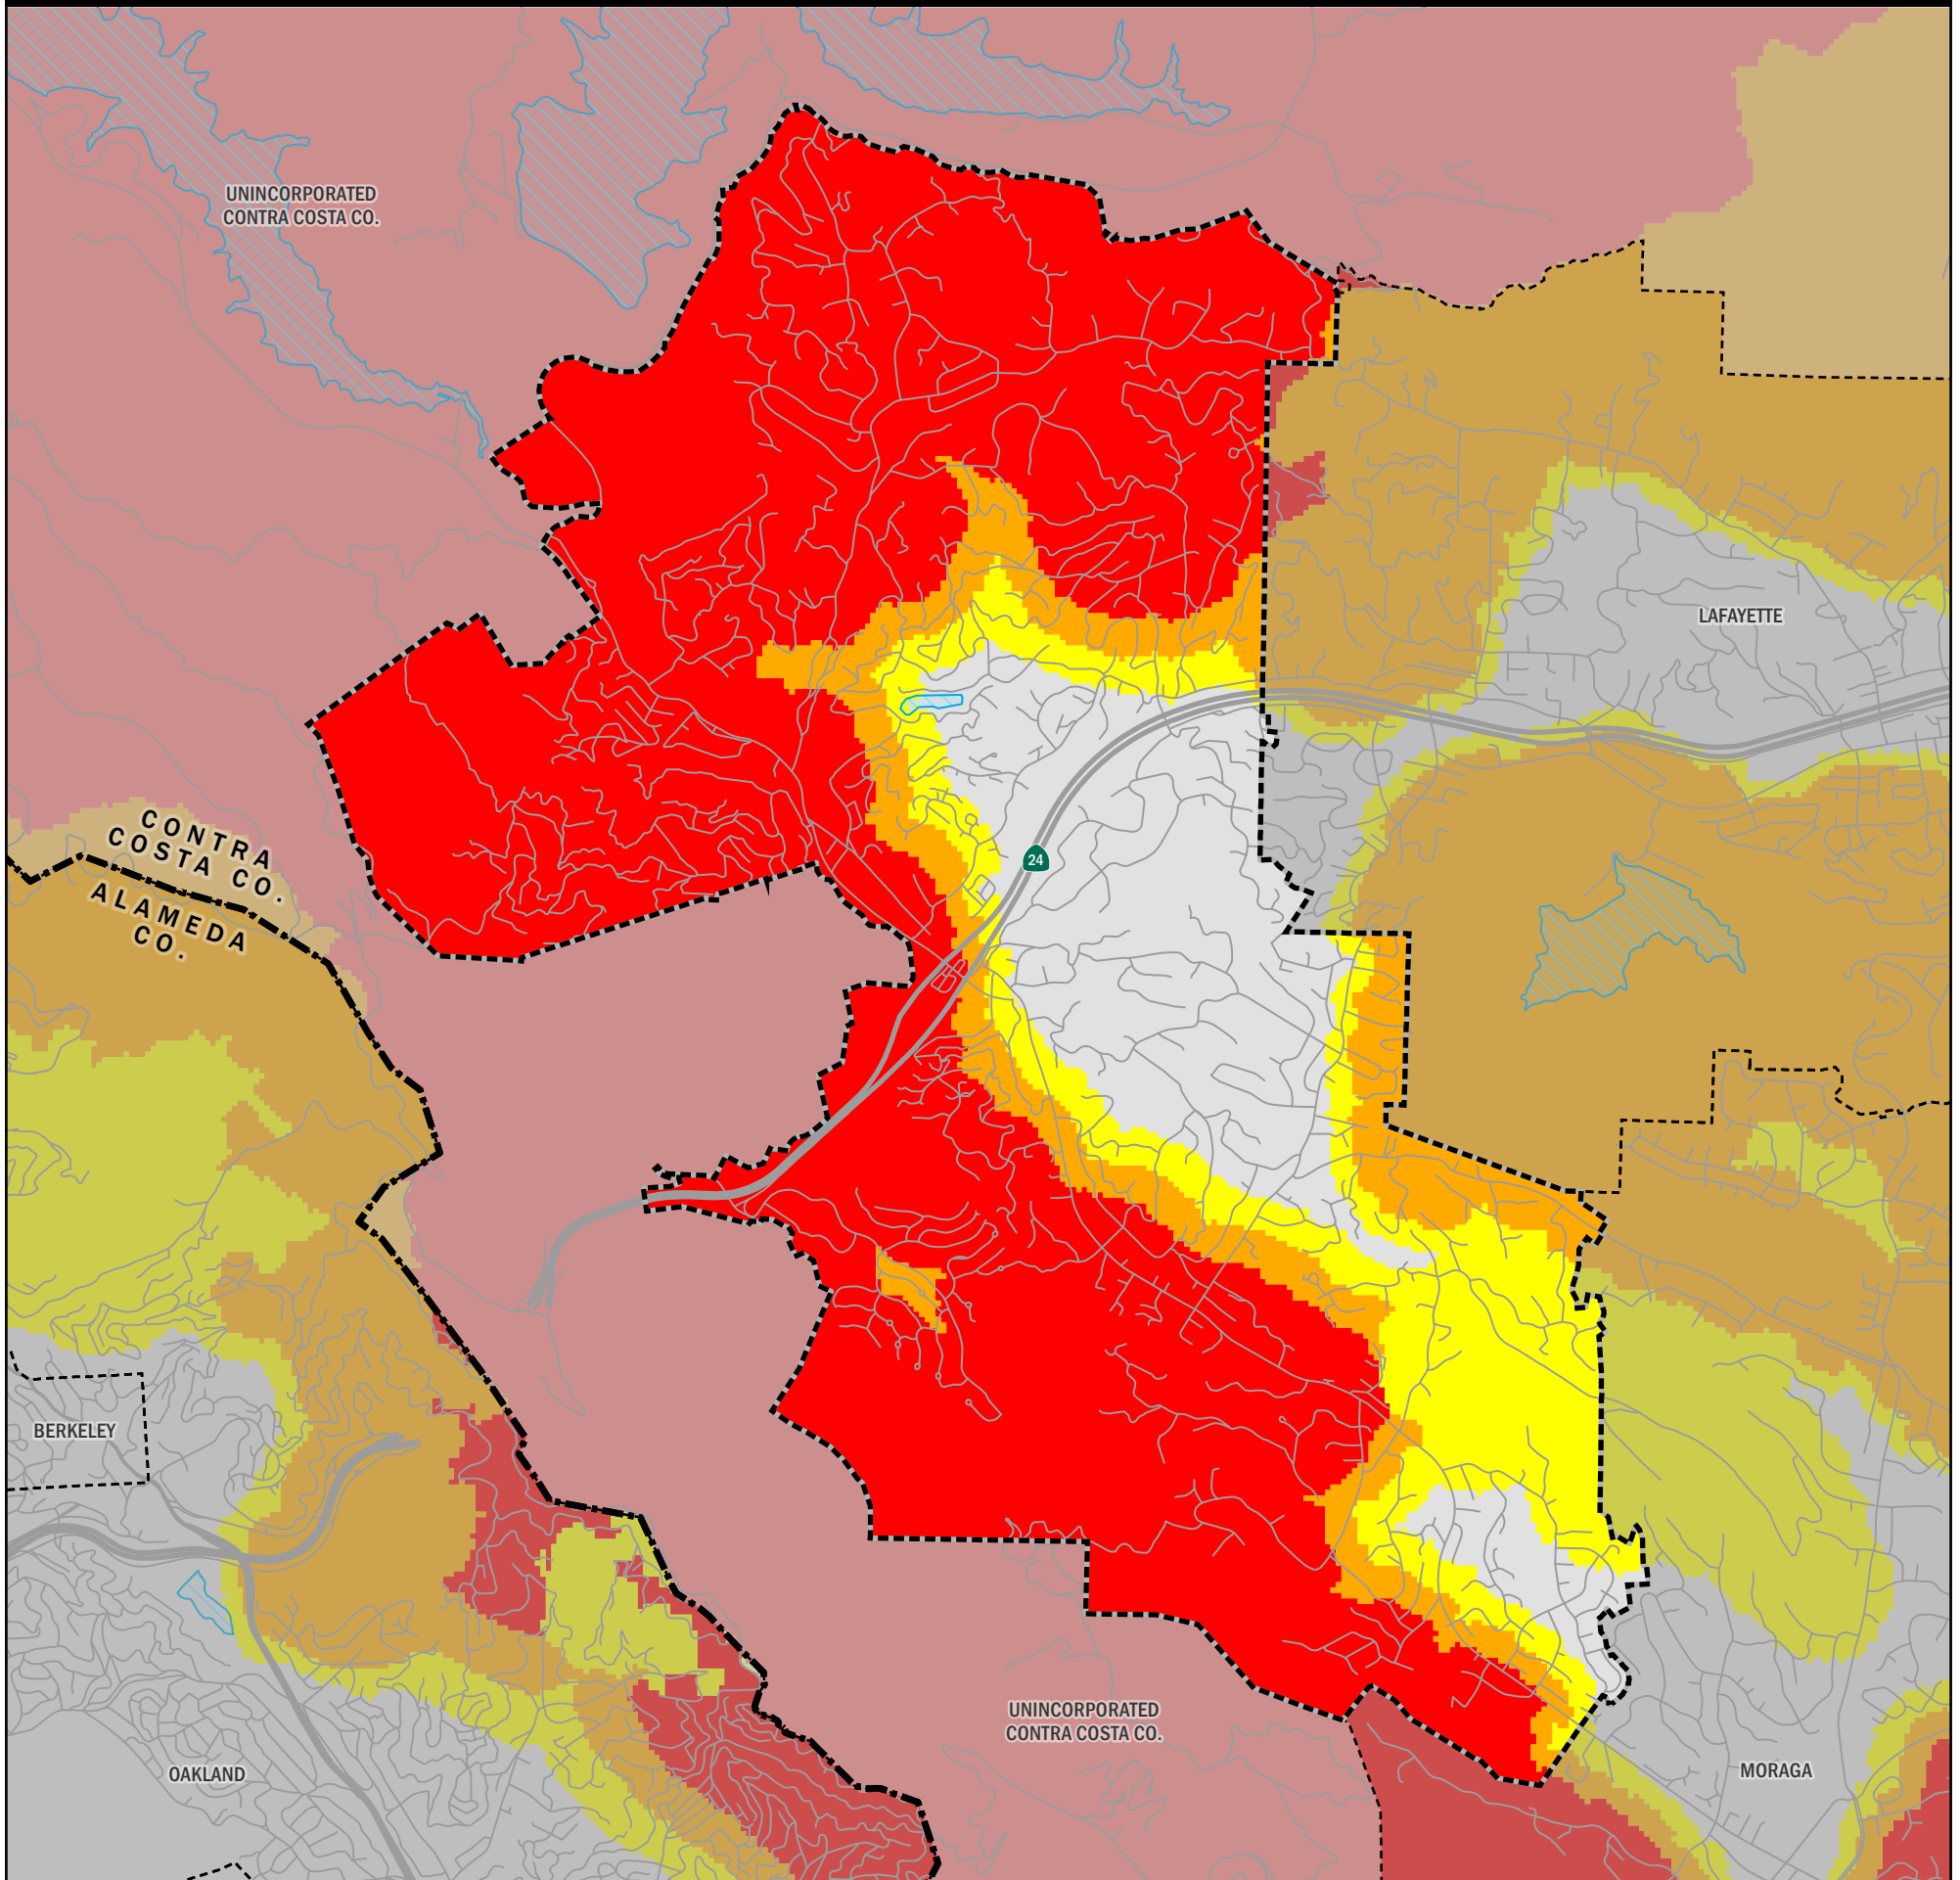 UNINCORPORATED
CONTRA COSTA CO.
LAFAYETTE
CONTRA
COSTA CO.
24
ALAMEDA
CO.
BERKELEY
UNINCORPORATED
CONTRA COSTA CO.
OAKLAND
MORAGA